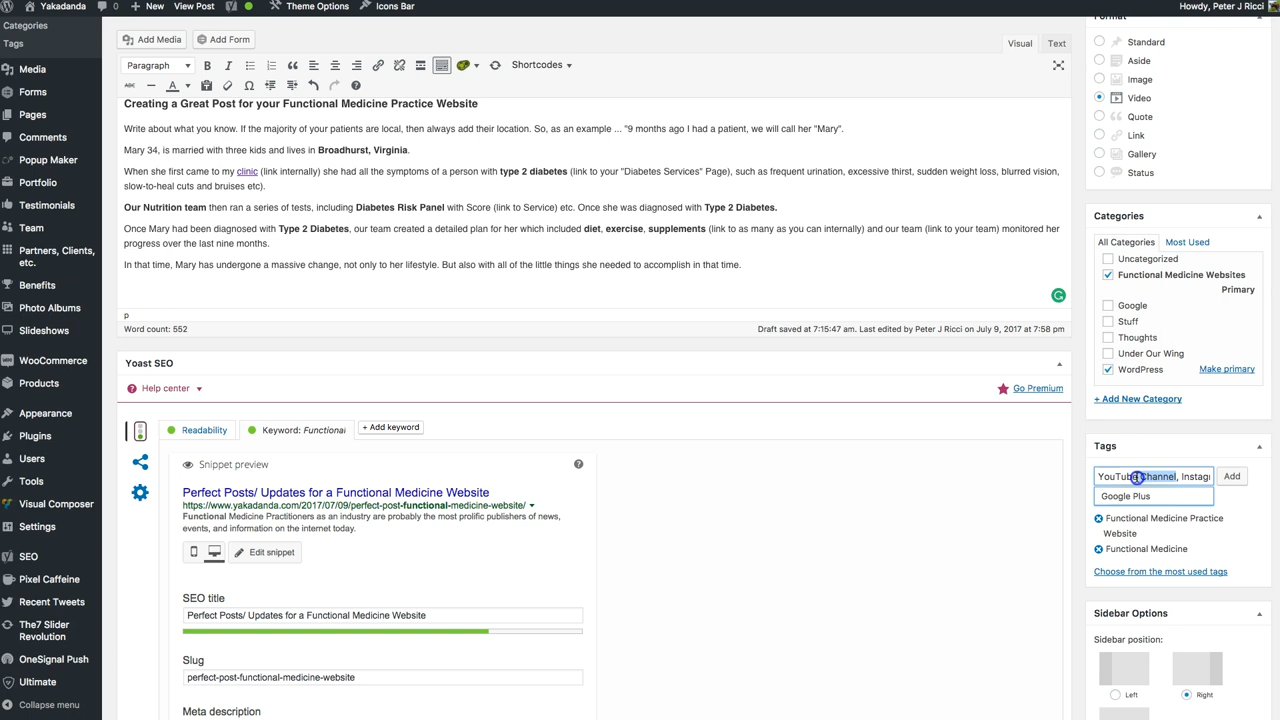 Yakadanda
0
New
View Post
Theme Options
Icons Bar
Howdy, Peter J Ricci
Categories
Tags
Media
Forms
Pages
Comments
Popup Maker
Portfolio
Testimonials
Team
Partners, Clients,
etc.
Benefits
Photo Albums
Slideshows
WooCommerce
Products
Appearance
Plugins
Users
Tools
Visual Composer
Settings
SEO
Pixel Caffeine
Recent Tweets
The7 Slider
Revolution
OneSignal Push
Ultimate
Collapse menu
Add Media
Add Form
Visual
Text
Paragraph
Shortcodes
ABC
Creating a Great Post for your Functional Medicine Practice Website
Write about what you know. If the majority of your patients are local, then always add their location. So, as an example ... "9 months ago I had a patient, we will call her "Mary".
Mary 34, is married with three kids and lives in Broadhurst, Virginia.
When she first came to my clinic (link internally) she had all the symptoms of a person with type 2 diabetes (link to your "Diabetes Services" Page), such as frequent urination, excessive thirst, sudden weight loss, blurred vision,
slow-to-heal cuts and bruises etc).
Our Nutrition team then ran a series of tests, including Diabetes Risk Panel with Score (link to Service) etc. Once she was diagnosed with Type 2 Diabetes.
Once Mary had been diagnosed with Type 2 Diabetes, our team created a detailed plan for her which included diet, exercise, supplements (link to as many as you can internally) and our team (link to your team) monitored her
progress over the last nine months.
In that time, Mary has undergone a massive change, not only to her lifestyle. But also with all of the little things she needed to accomplish in that time.
p
Word count: 552
Draft saved at 7:15:47 am. Last edited by Peter J Ricci on July 9, 2017 at 7:58 pm
Yoast SEO
Help center
Go Premium
Readability
Keyword: Functional
+ Add keyword
Snippet preview
Perfect Posts/ Updates for a Functional Medicine Website
https://www.yakadanda.com/2017/07/09/perfect-post-functional-medicine-website/
Functional Medicine Practitioners as an industry are probably the most prolific publishers of news,
events, and information on the internet today.
Edit snippet
SEO title
Perfect Posts/ Updates for a Functional Medicine Website
Slug
perfect-post-functional-medicine-website
Meta description
Format
Standard
Aside
Image
Video
Quote
Link
Gallery
Status
Categories
All Categories
Most Used
Uncategorized
Functional Medicine Websites
Primary
Google
Stuff
Thoughts
Under Our Wing
WordPress
Make primary
+ Add New Category
Tags
YouTube Channel, Instag
Add
Google Plus
Functional Medicine Practice
Website
Functional Medicine
Choose from the most used tags
Sidebar Options
Sidebar position:
Left
Right